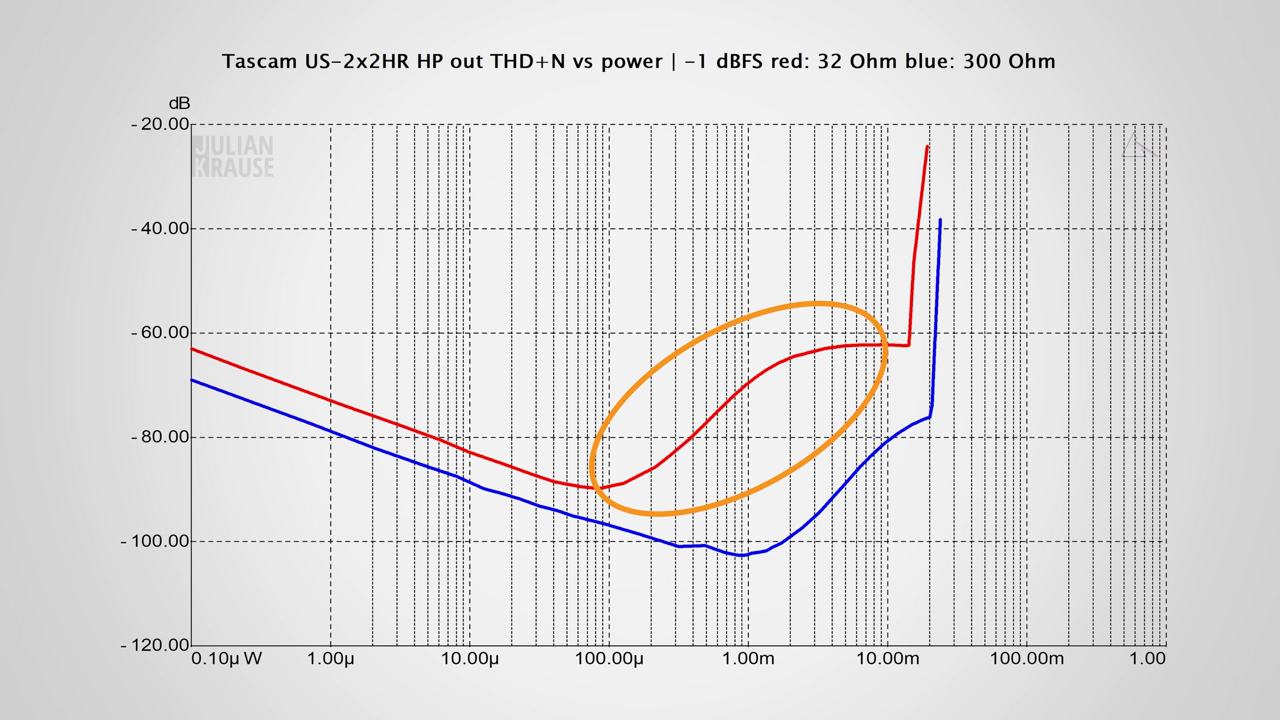 Tascam US-2x2HR HP out THD+N vs power | -1 dBFS red: 32 Ohm blue: 300 Ohm
dB
-20.00
JULIAN
KRAUSE
-40.00
-60.00
-80.00
-100.00
-120.00
0.10µ W 1.00µ 10.00µ 100.00µ 1.00m 10.00m 100.00m 1.00